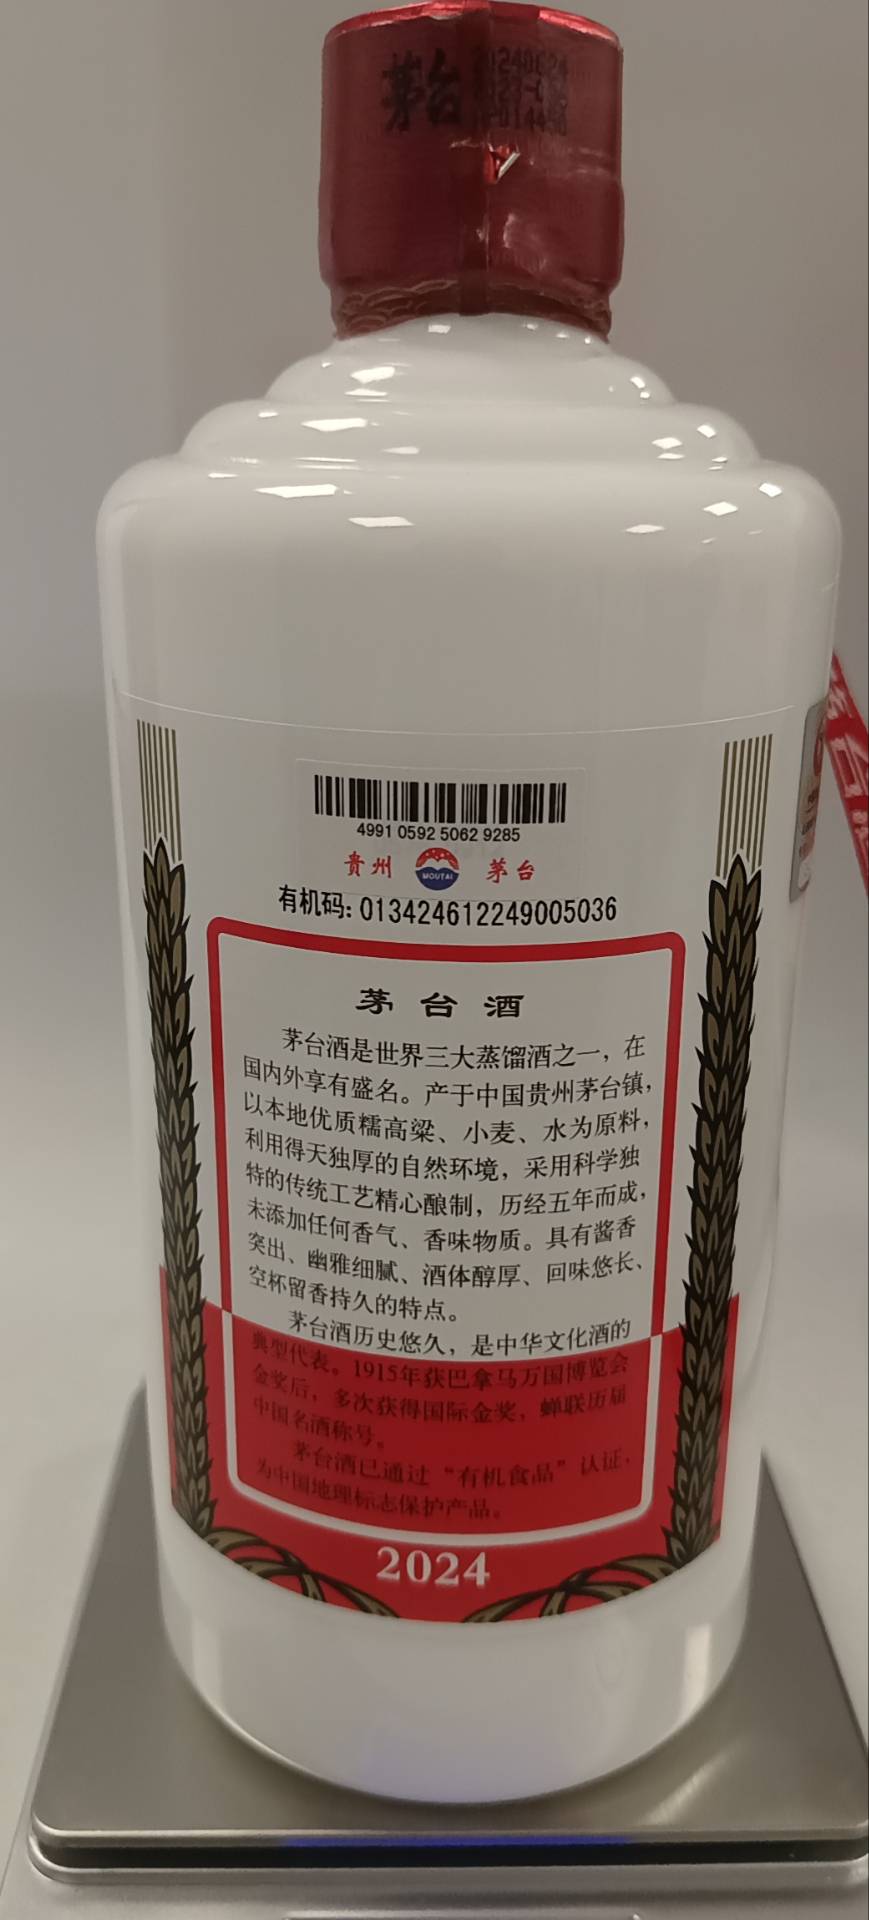 茅台
20240624
4991 0592 5062 9285
贵州
MOUTAI
茅台
有机码: 013424612249005036
茅台酒
茅台酒是世界三大蒸馏酒之一，在
国内外享有盛名。产于中国贵州茅台镇，
以本地优质糯高粱、小麦、水为原料，
利用得天独厚的自然环境，采用科学独
特的传统工艺精心酿制，历经五年而成，
未添加任何香气、香味物质。具有酱香
突出、幽雅细腻、酒体醇厚、回味悠长、
空杯留香持久的特点。
茅台酒历史悠久，是中华文化酒的
典型代表。1915年获巴拿马万国博览会
金奖后，多次获得国际金奖，蝉联历届
中国名酒称号。
茅台酒已通过“有机食品”认证，
为中国地理标志保护产品。
2024